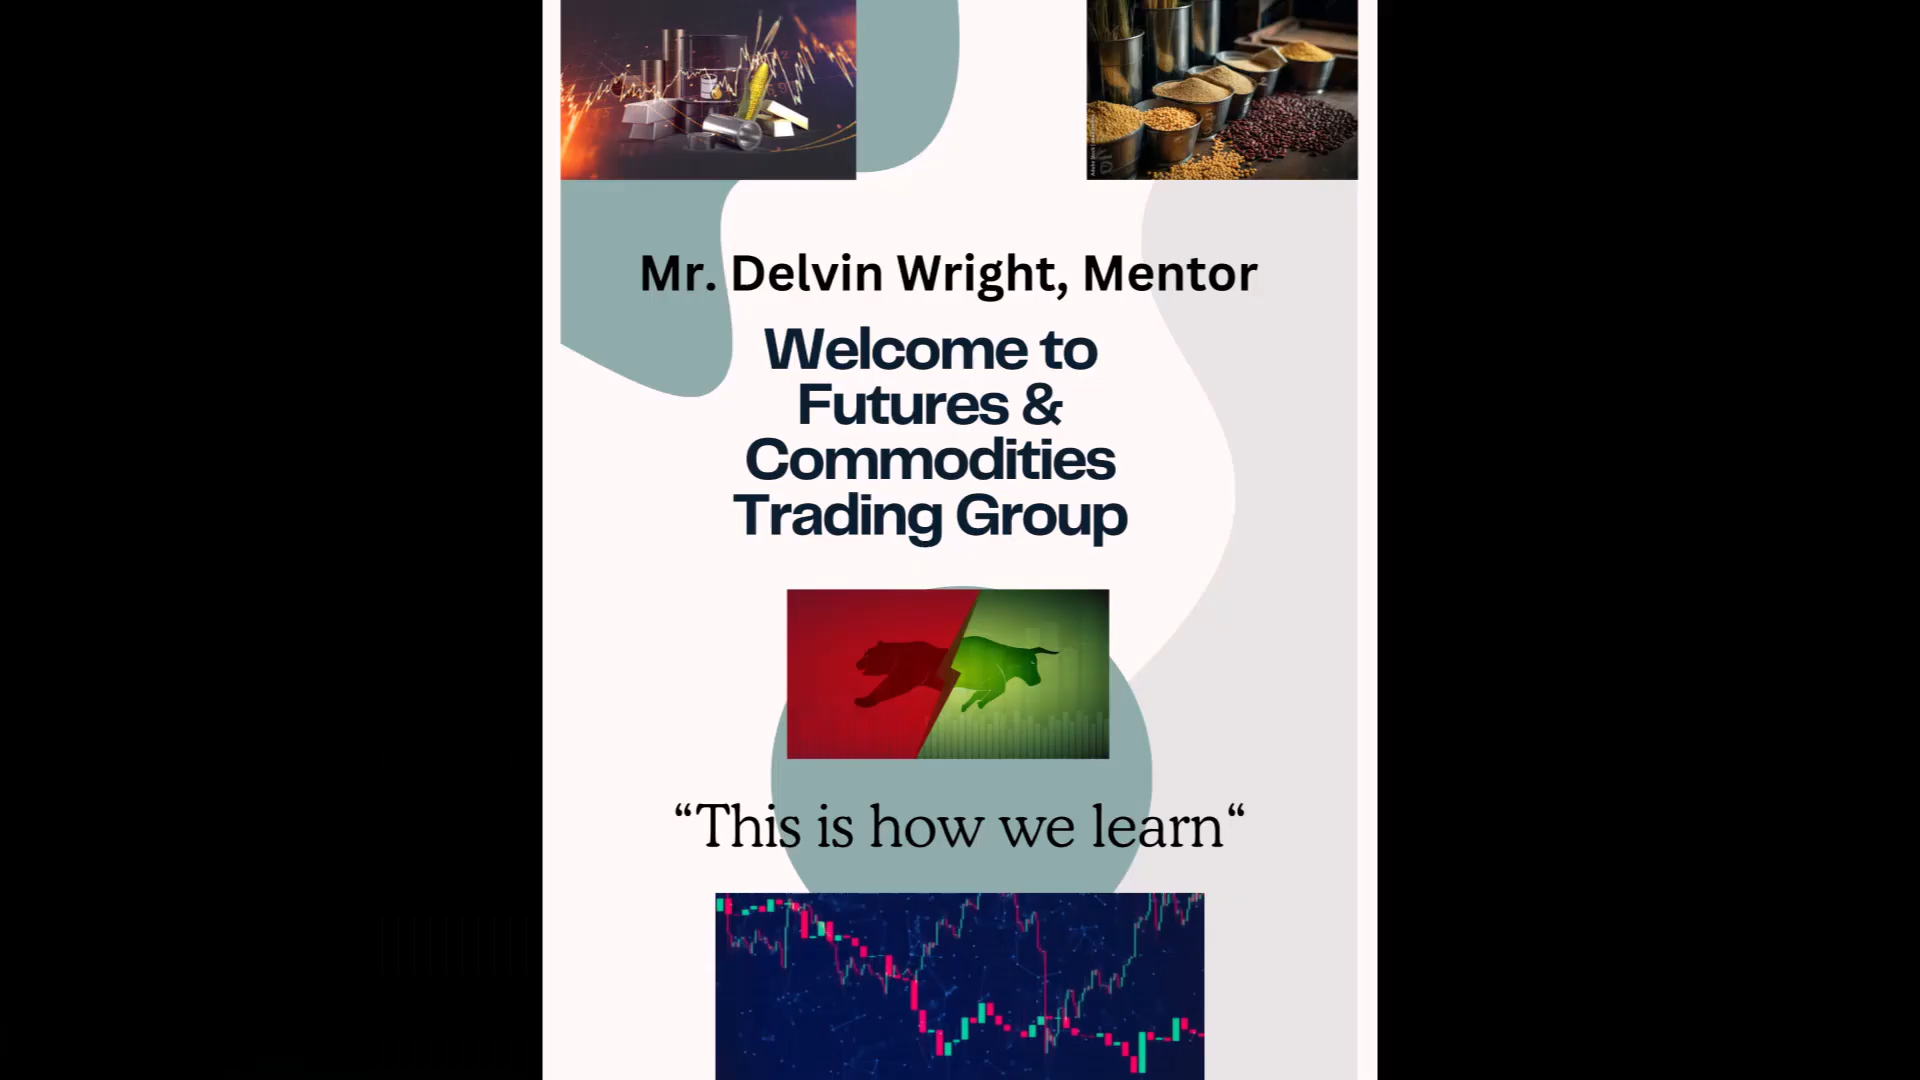 Mr. Delvin Wright, Mentor
Welcome to
Futures &
Commodities
Trading Group
“This is how we learn“